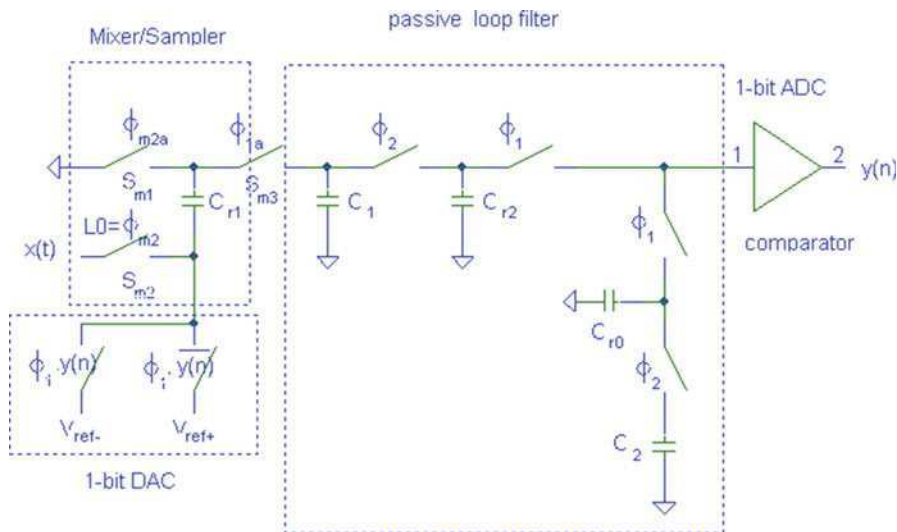 passive loop filter
Mixer/Sampler
1-bit ADC
ϕm2a
ϕ1a
ϕ2
ϕ1
1
2
y(n)
Sm1
Cr1
Sm3
C1
Cr2
ϕ1
comparator
L0=ϕm2
x(t)
Sm2
Cr0
ϕ2
ϕi.y(n)
ϕi.y̅(̅n̅)̅
Vref-
Vref+
C2
1-bit DAC